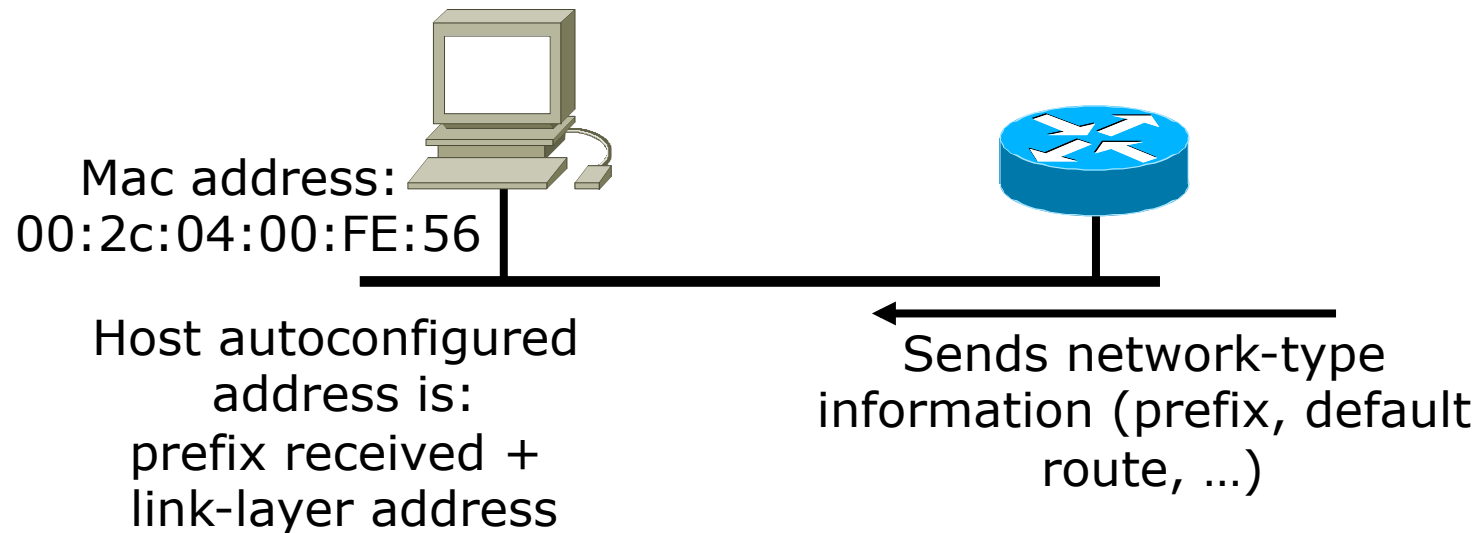 Mac address:
00:2c:04:00:FE:56
Host autoconfigured
address is:
prefix received +
link-layer address
Sends network-type
information (prefix, default
route, …)